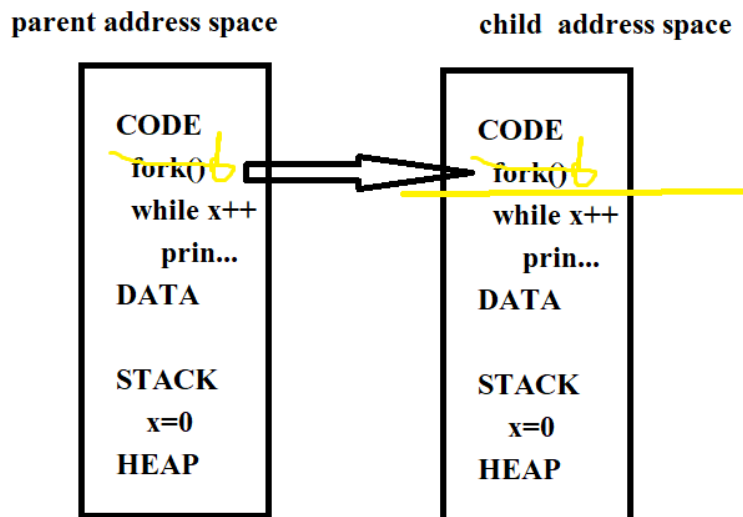 parent address space
child address space
CODE
fork()
while x++
prin...
DATA
STACK
x=0
HEAP
CODE
fork()
while x++
prin...
DATA
STACK
x=0
HEAP